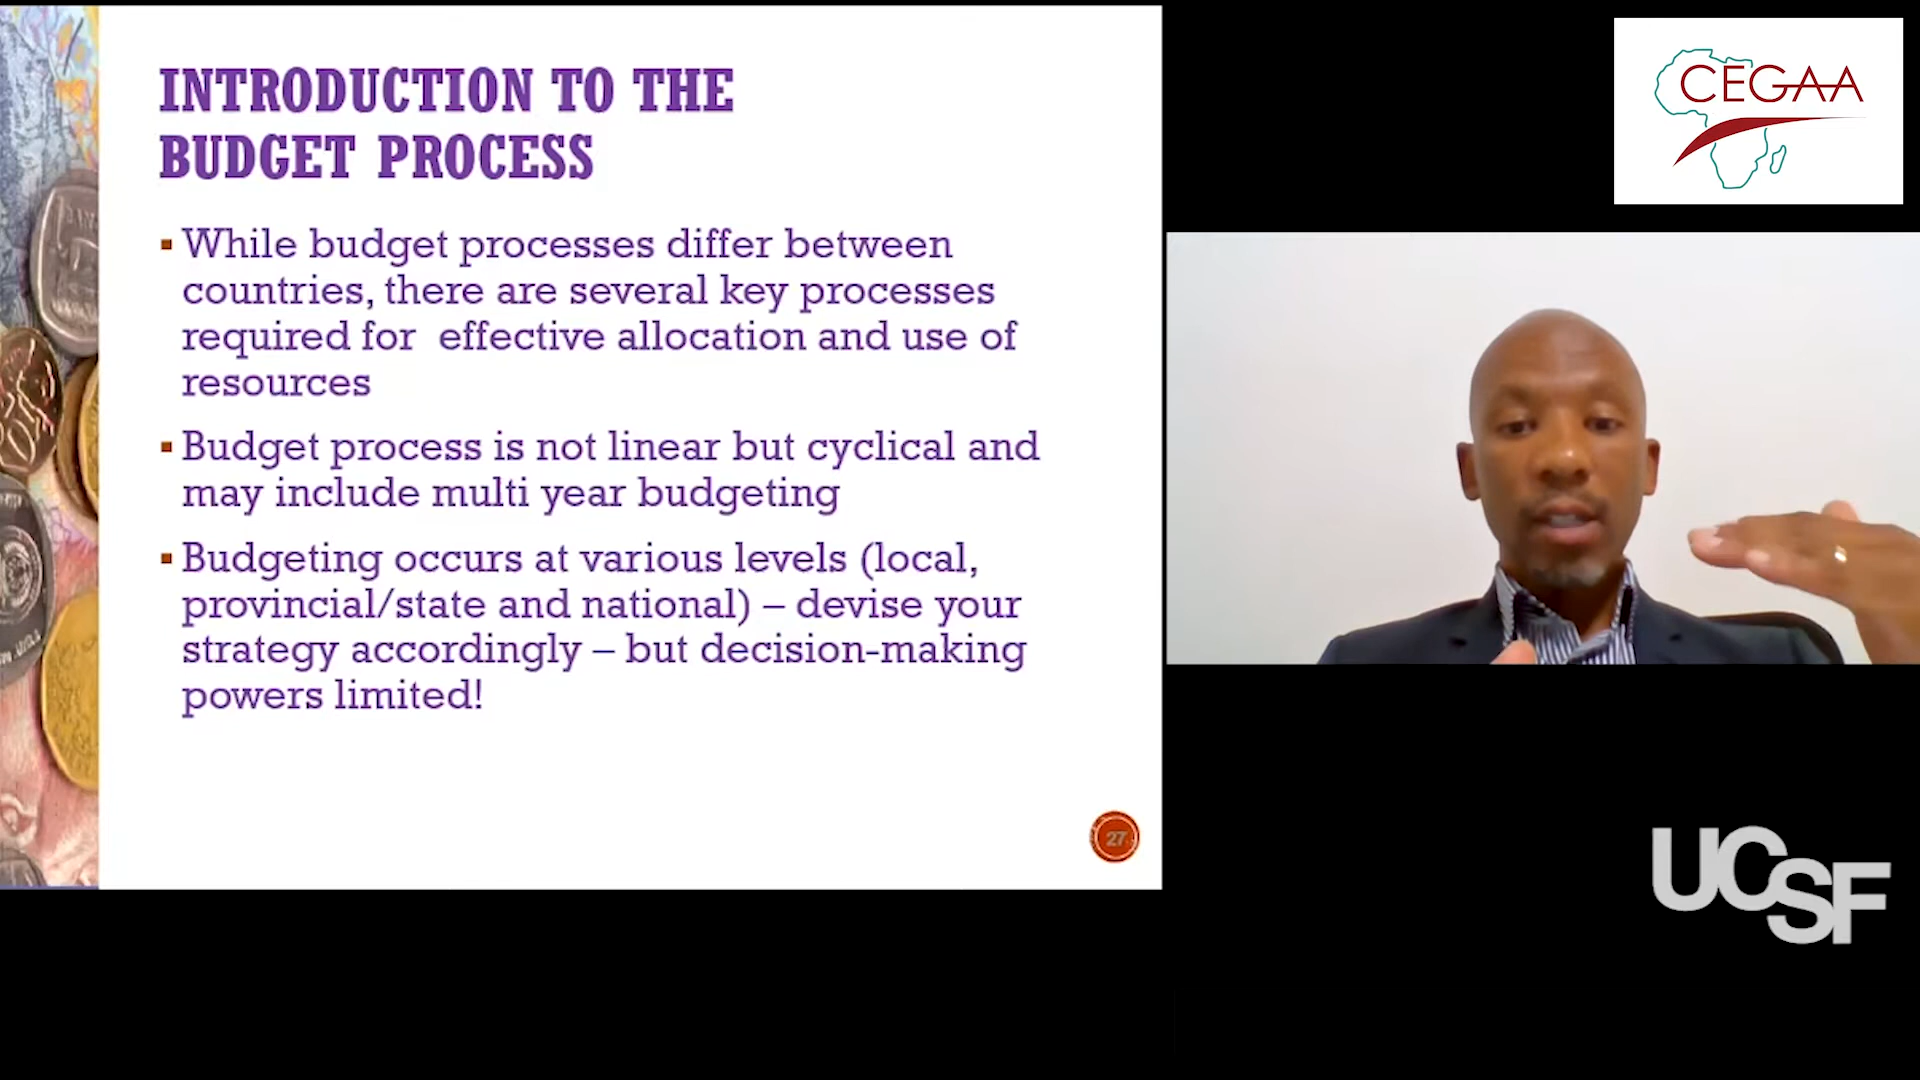 INTRODUCTION TO THE
BUDGET PROCESS
While budget processes differ between
countries, there are several key processes
required for effective allocation and use of
resources
Budget process is not linear but cyclical and
may include multi year budgeting
Budgeting occurs at various levels (local,
provincial/state and national) – devise your
strategy accordingly – but decision-making
powers limited!
27
CEGAA
UCSF